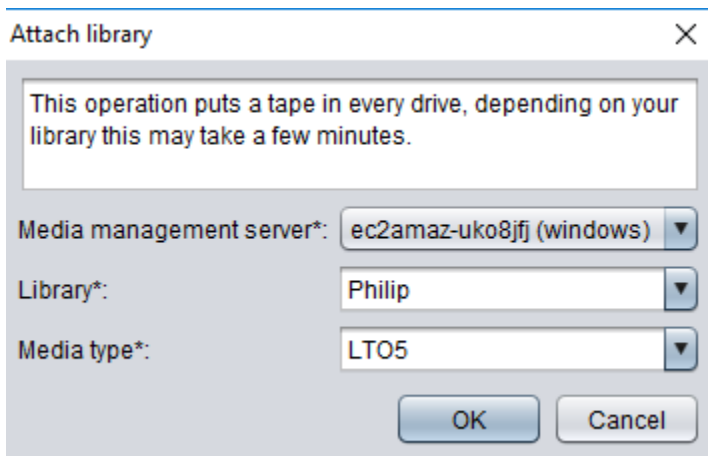 Attach library
This operation puts a tape in every drive, depending on your
library this may take a few minutes.
Media management server*: ec2amaz-uko8jfj (windows)
Library*: Philip
Media type*: LTO5
OK Cancel